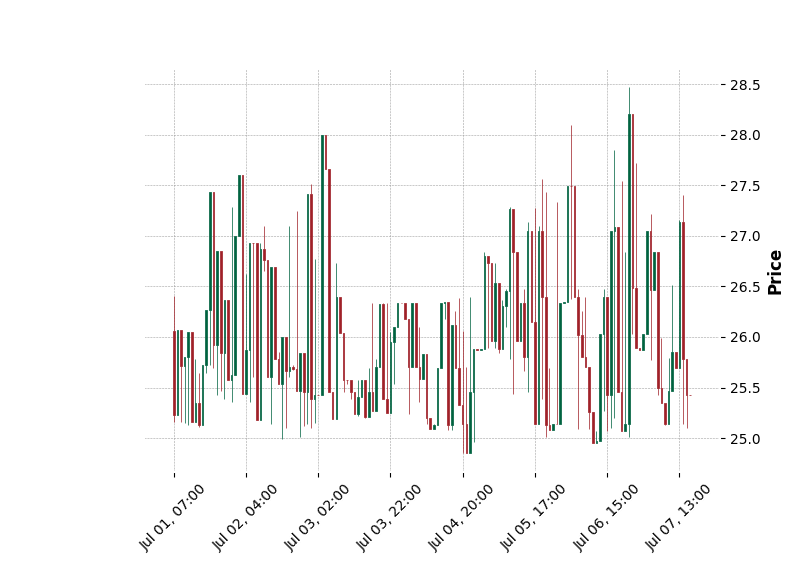 28.5
28.0
27.5
27.0
26.5
26.0
25.5
25.0
Price
Jul 01, 07:00
Jul 02, 04:00
Jul 03, 02:00
Jul 03, 22:00
Jul 04, 20:00
Jul 05, 17:00
Jul 06, 15:00
Jul 07, 13:00